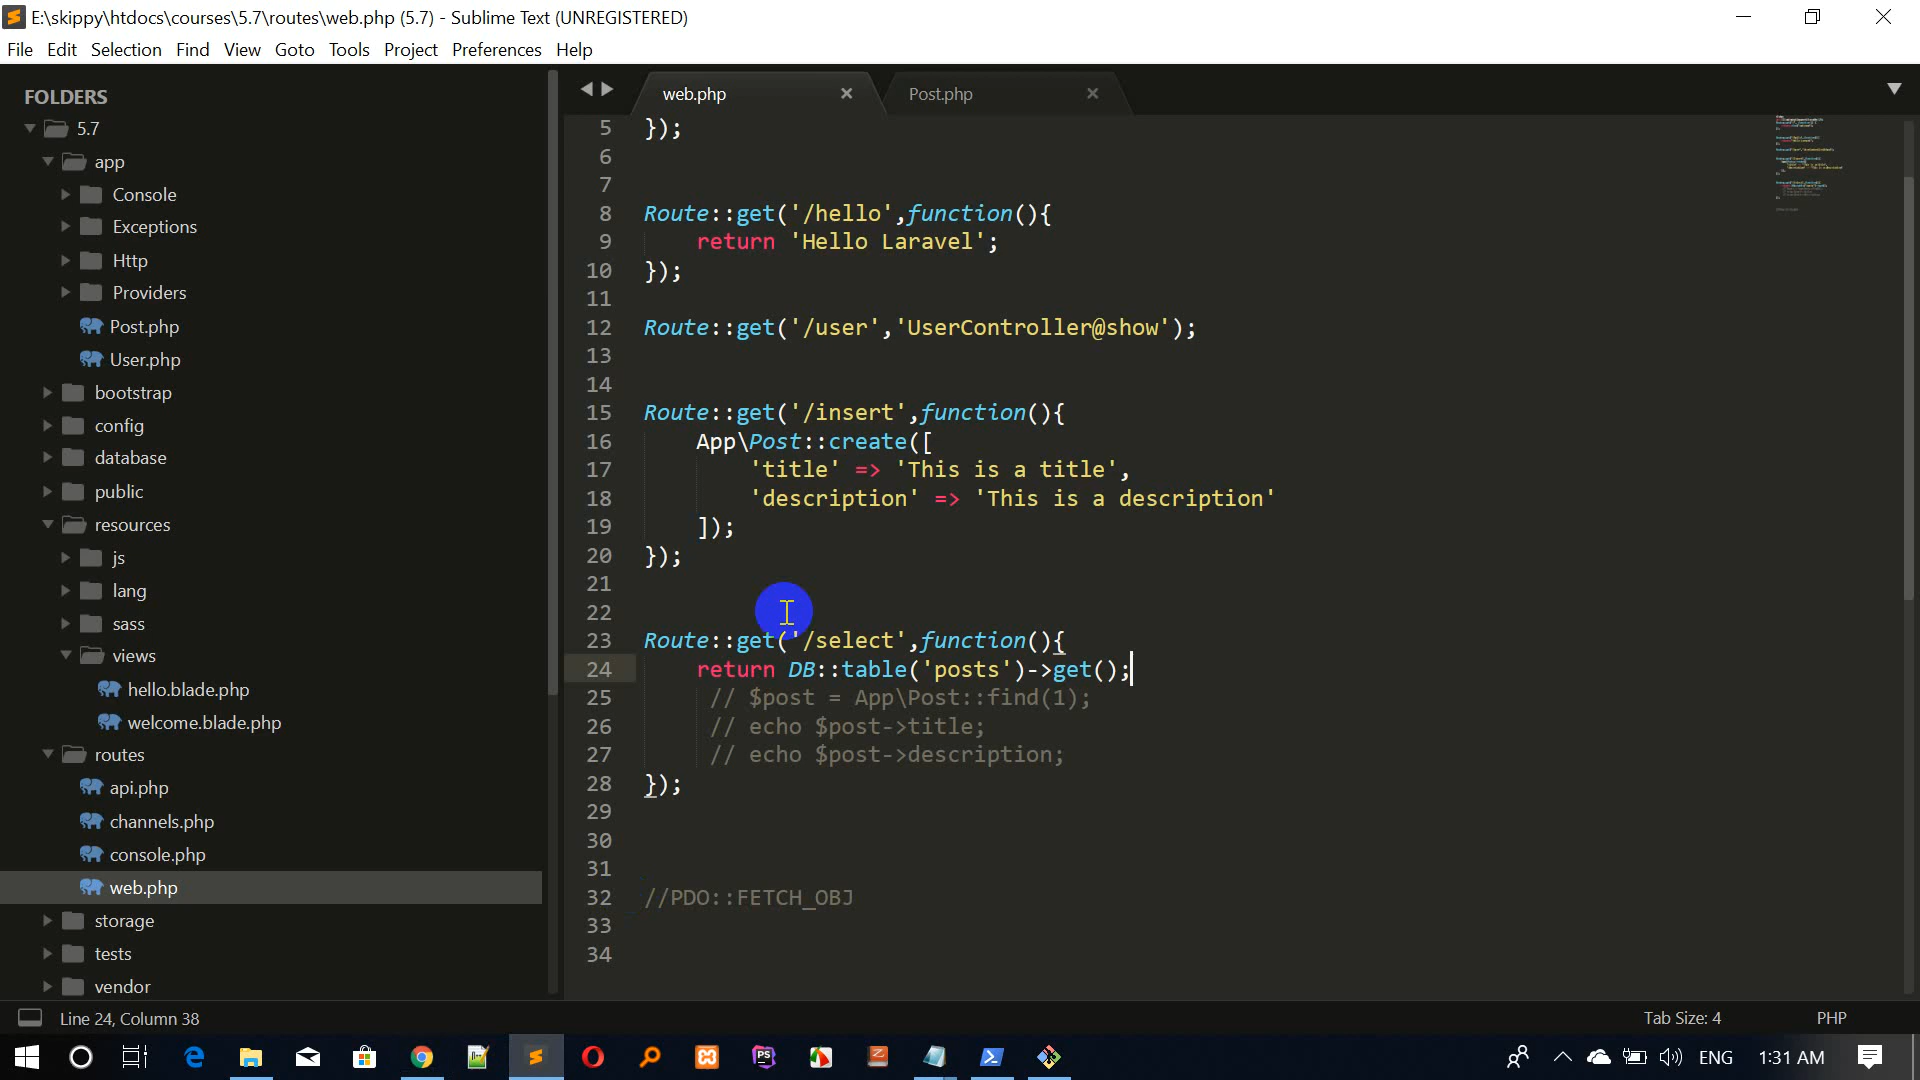 E:\skippy\htdocs\courses\5.7\routes\web.php (5.7) - Sublime Text (UNREGISTERED)
File Edit Selection Find View Goto Tools Project Preferences Help
FOLDERS
5.7
app
Console
Exceptions
Http
Providers
Post.php
User.php
bootstrap
config
database
public
resources
js
lang
sass
views
hello.blade.php
welcome.blade.php
routes
api.php
channels.php
console.php
web.php
storage
tests
vendor
web.php Post.php
5 });
6
7
8 Route::get('/hello',function(){
9 return 'Hello Laravel';
10 });
11
12 Route::get('/user','UserController@show');
13
14
15 Route::get('/insert',function(){
16 App\Post::create([
17 'title' => 'This is a title',
18 'description' => 'This is a description'
19 ]);
20 });
21
22
23 Route::get('/select',function(){
24 return DB::table('posts')->get();
25 // $post = App\Post::find(1);
26 // echo $post->title;
27 // echo $post->description;
28 });
29
30
31
32 //PDO::FETCH_OBJ
33
34
Line 24, Column 38 Tab Size: 4 PHP
ENG 1:31 AM